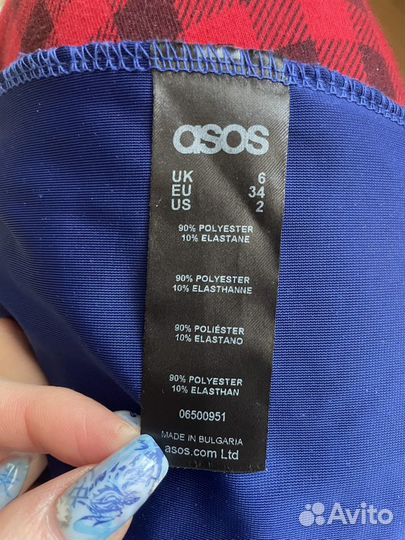 asos
UK 6
EU 34
US 2
90% POLYESTER
10% ELASTANE
90% POLYESTER
10% ELASTHANNE
90% POLIÉSTER
10% ELASTANO
90% POLYESTER
10% ELASTHAN
06500951
MADE IN BULGARIA
asos.com Ltd
Avito